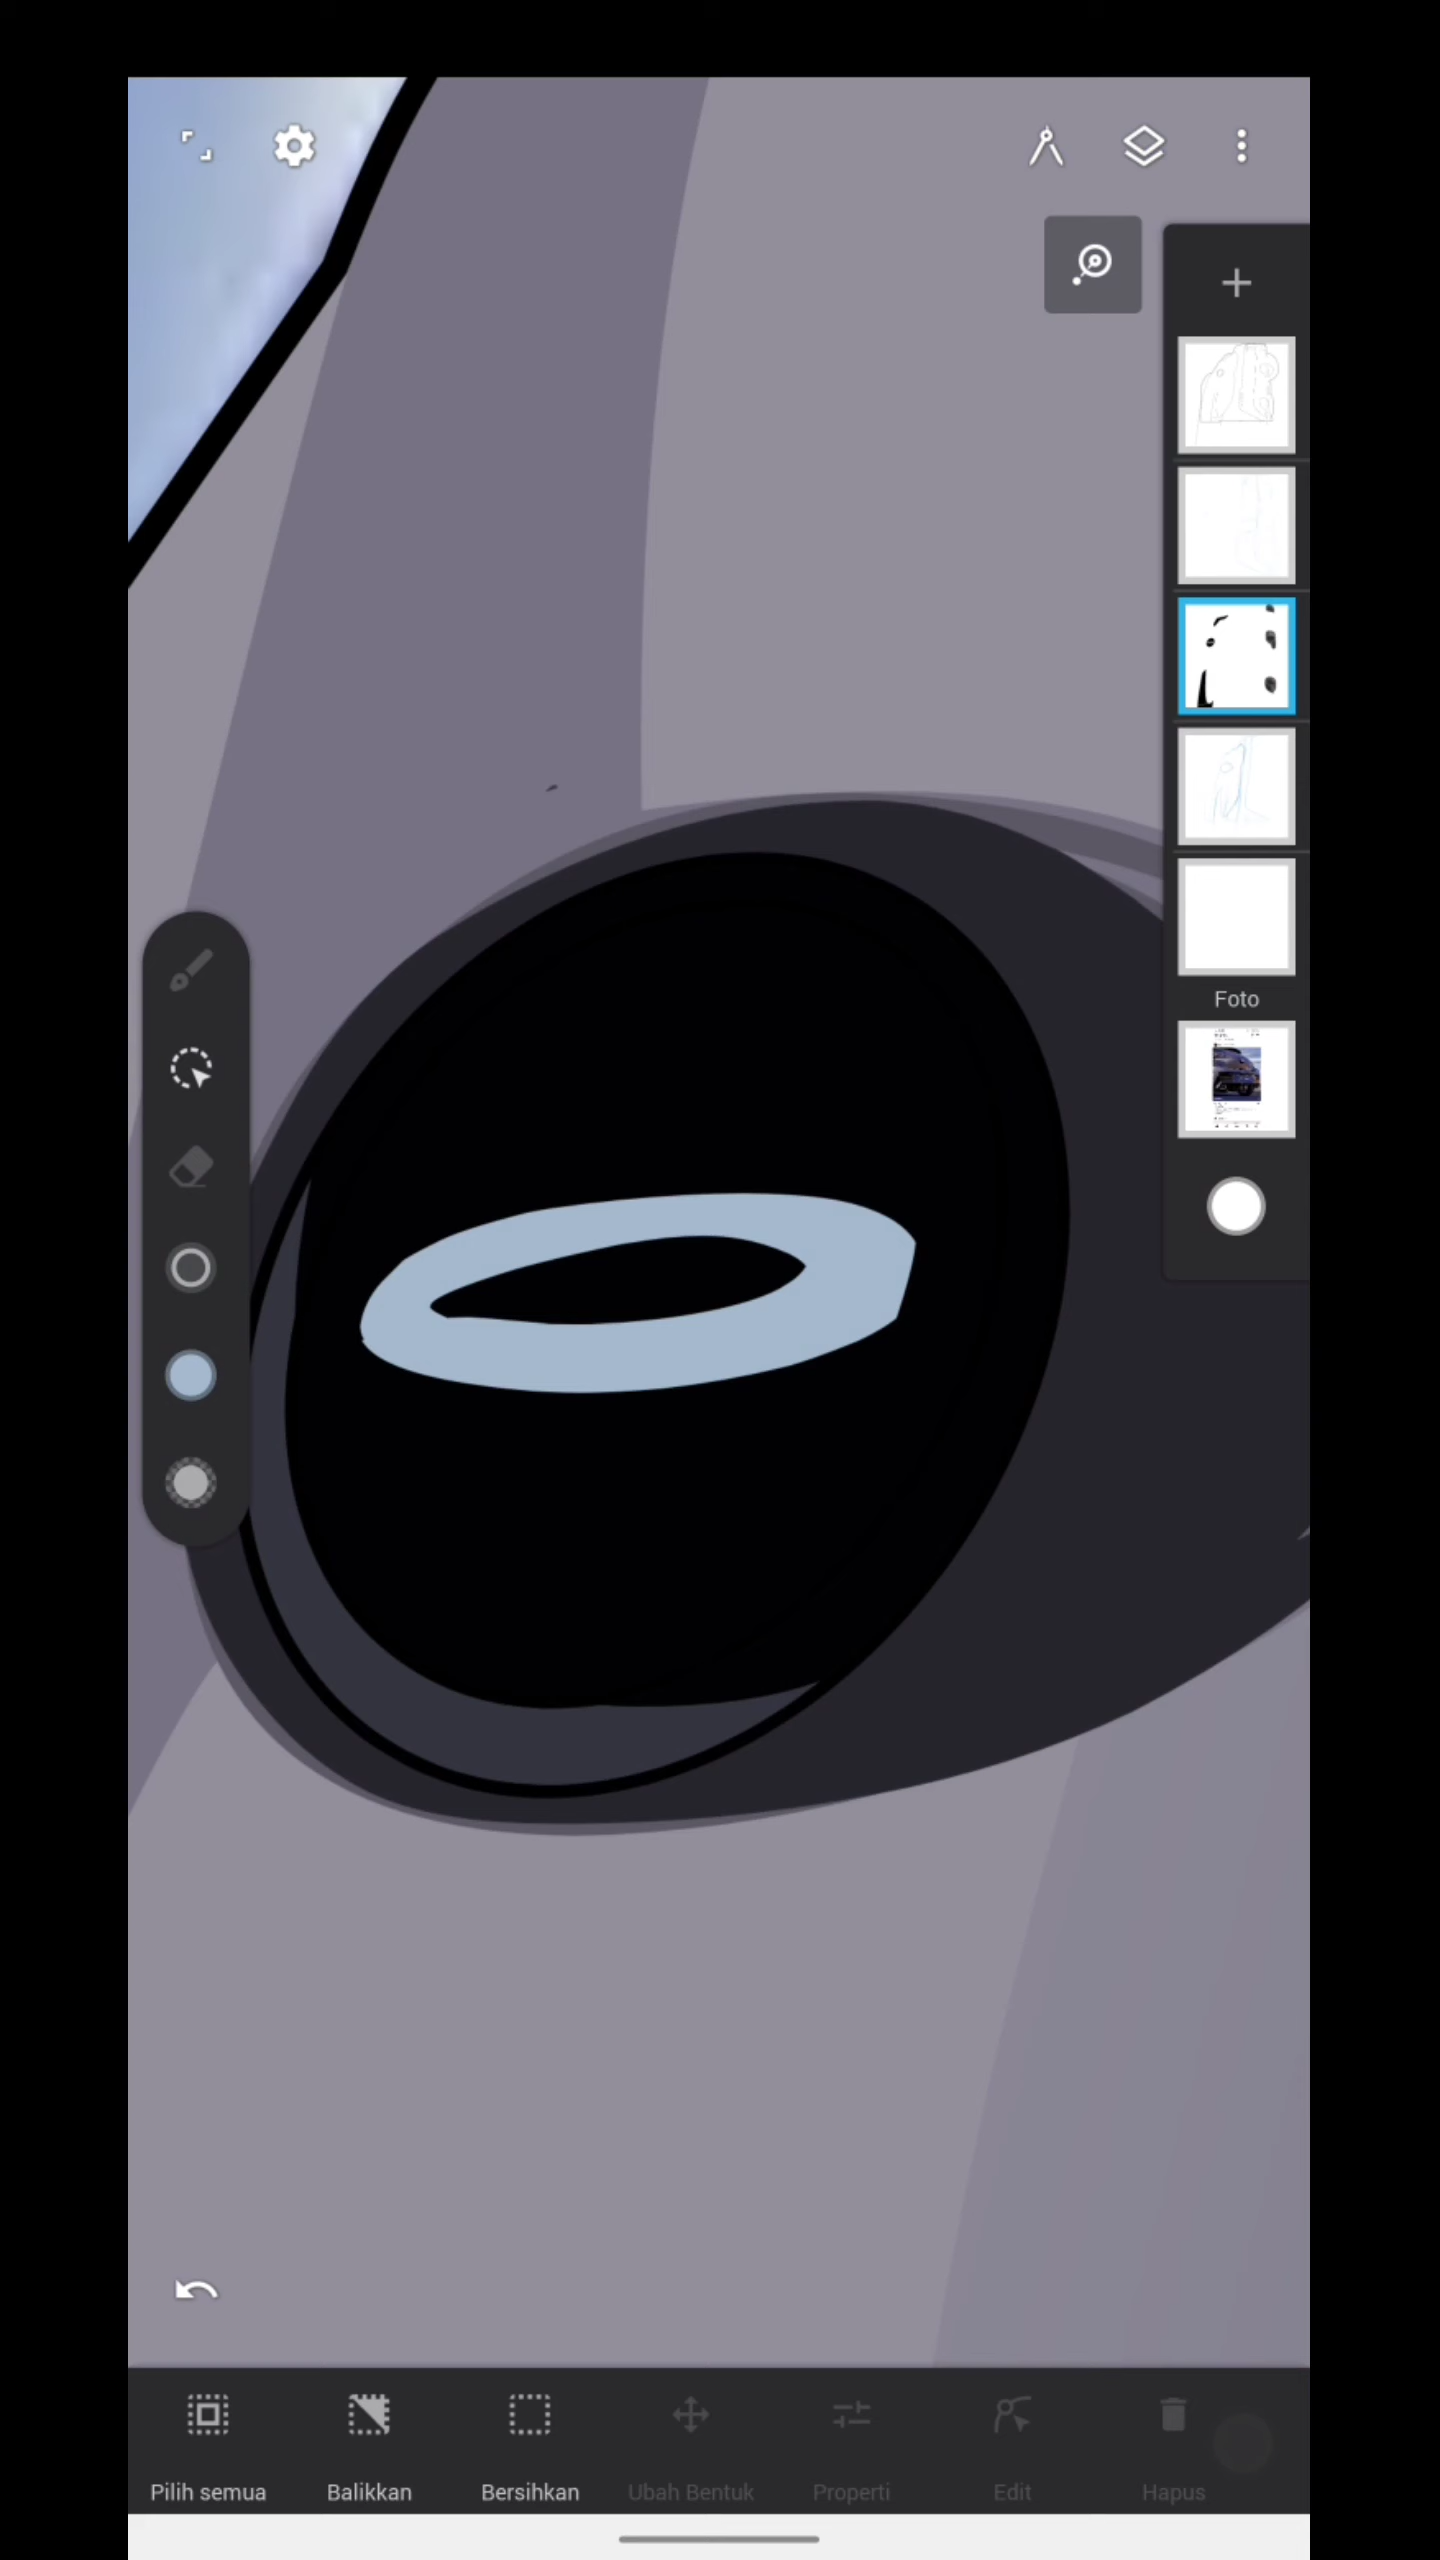 Foto
Pilih semua
Balikkan
Bersihkan
Ubah Bentuk
Properti
Edit
Hapus